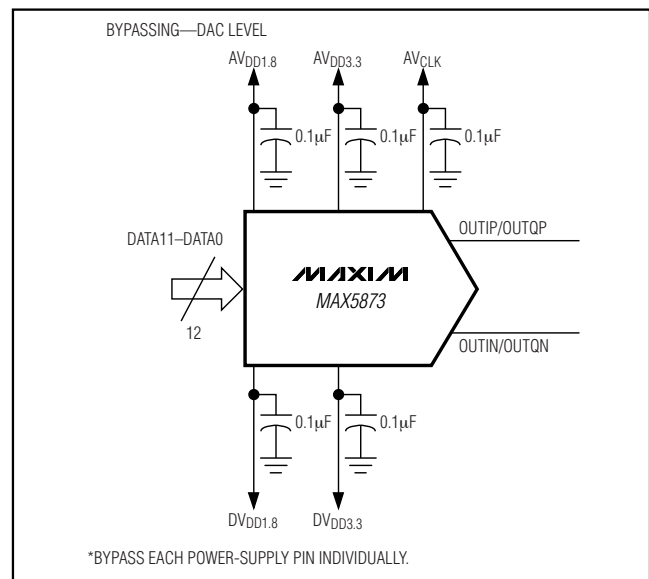 BYPASSING—DAC LEVEL
AVDD1.8 AVDD3.3 AVCLK
0.1µF 0.1µF 0.1µF
OUTIP/OUTQP
DATA11–DATA0
MAXIM
MAX5873
12
OUTIN/OUTQN
0.1µF 0.1µF
DVDD1.8 DVDD3.3
*BYPASS EACH POWER-SUPPLY PIN INDIVIDUALLY.